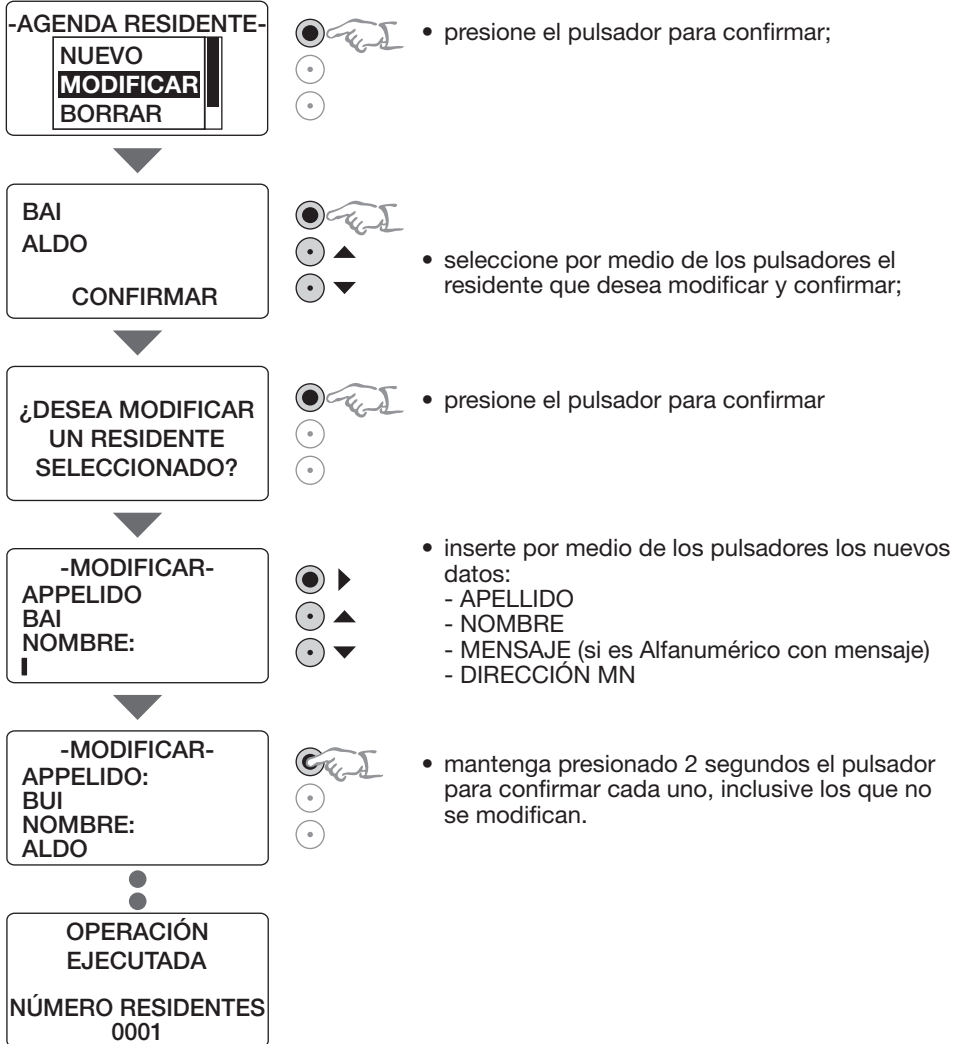 -AGENDA RESIDENTE-
NUEVO
MODIFICAR
BORRAR
• presione el pulsador para confirmar;
BAI
ALDO
CONFIRMAR
• seleccione por medio de los pulsadores el
residente que desea modificar y confirmar;
¿DESEA MODIFICAR
UN RESIDENTE
SELECCIONADO?
• presione el pulsador para confirmar
-MODIFICAR-
APPELIDO
BAI
NOMBRE:
• inserte por medio de los pulsadores los nuevos
datos:
- APELLIDO
- NOMBRE
- MENSAJE (si es Alfanumérico con mensaje)
- DIRECCIÓN MN
-MODIFICAR-
APPELIDO:
BUI
NOMBRE:
ALDO
• mantenga presionado 2 segundos el pulsador
para confirmar cada uno, inclusive los que no
se modifican.
OPERACIÓN
EJECUTADA
NÚMERO RESIDENTES
0001